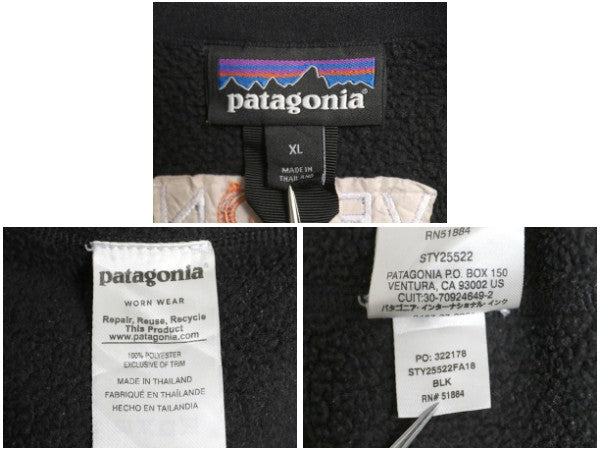 patagonia®
XL
MADE IN
THAILAND
patagonia®
WORN WEAR
Repair, Reuse, Recycle
This Product
www.patagonia.com
100% POLYESTER
EXCLUSIVE OF TRIM
MADE IN THAILAND
FABRIQUÉ EN THAÏLANDE
HECHO EN TAILANDIA
RN51884
STY25522
PATAGONIA P.O. BOX 150
VENTURA, CA 93002 US
CUIT:30-70924649-2
パタゴニア・インターナショナル・インク
PO: 322178
STY25522FA18
BLK
RN# 51884